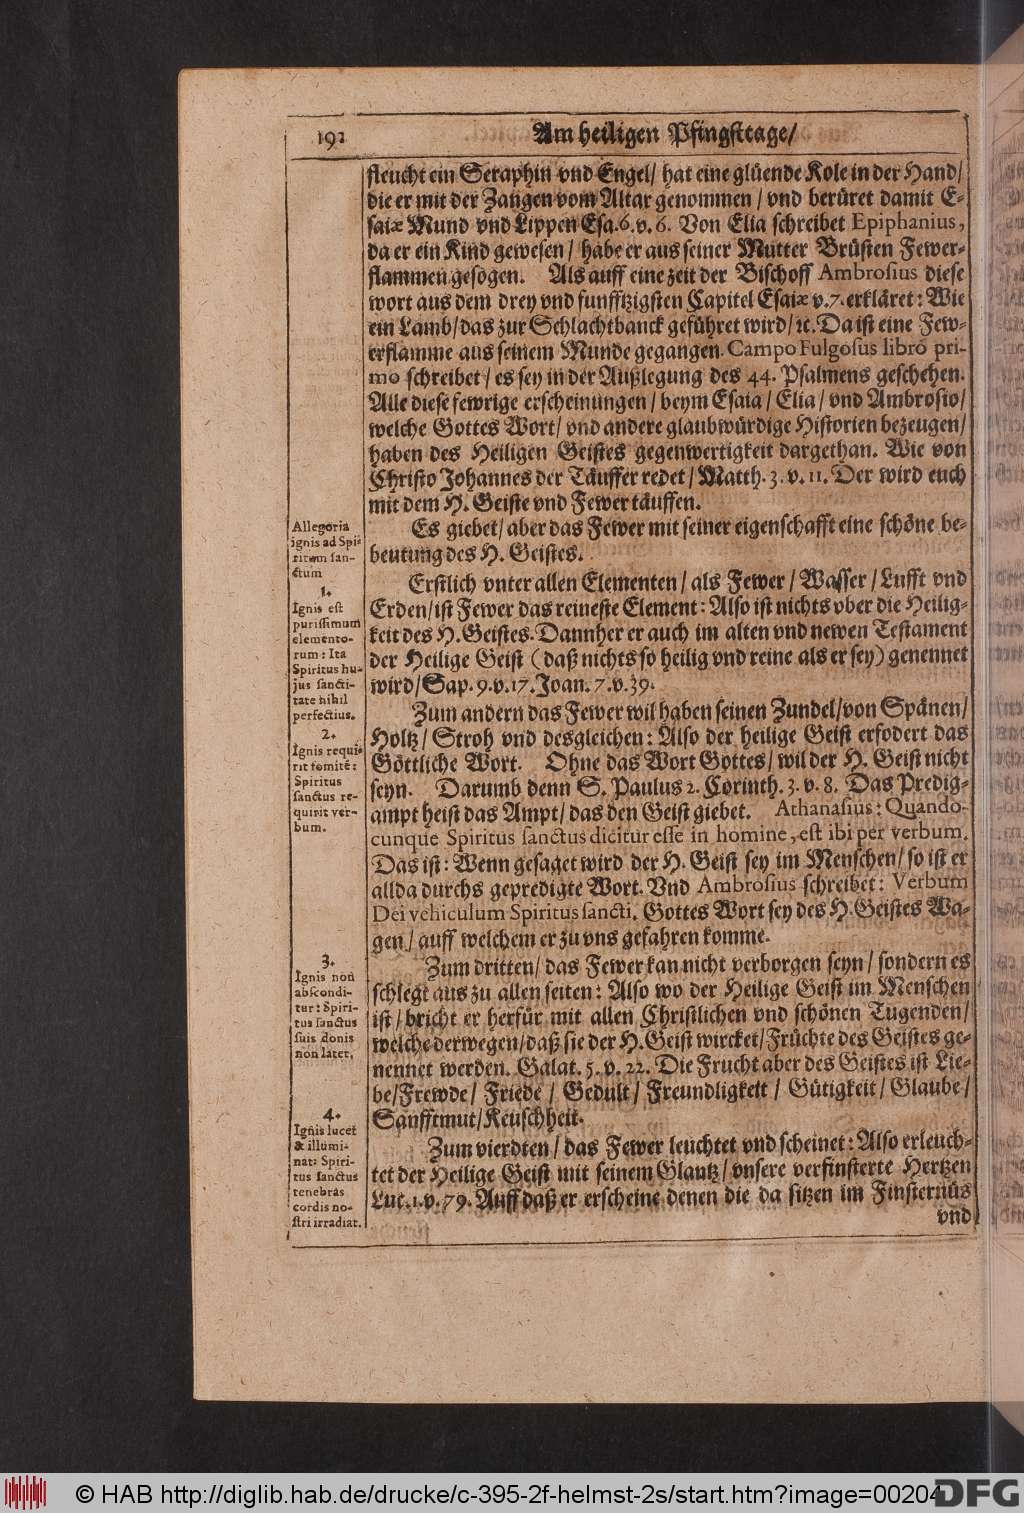 192
Am heiligen Pfingsttage/
fleucht ein Seraphin vnd Engel/ hat eine glüende Kole in der Hand/
die er mit der Zangen vom Altar genommen/ vnd berüret damit E-
saiæ Mund vnd Lippen Esa.6.v.6. Von Elia schreibet Epiphanius,
da er ein Kind gewesen/ habe er aus seiner Mutter Brüsten Fewer-
flammen gesogen. Als auff eine zeit der Bischoff Ambrosius diese
wort aus dem drey vnd funfftzigsten Capitel Esaiæ v.7. erkläret: Wie
ein Lamb/das zur Schlachtbanck geführet wird/ꝛc. Da ist eine Few-
erflamme aus seinem Munde gegangen. Campo Fulgosus libro pri-
mo schreibet/ es sey in der Außlegung des 44. Psalmens geschehen.
Alle diese fewrige erscheinungen/ beym Esaia/ Elia/ vnd Ambrosio/
welche Gottes Wort/ vnd andere glaubwürdige Historien bezeugen/
haben des Heiligen Geistes gegenwertigkeit dargethan. Wie von
Christo Johannes der Täuffer redet/ Matth. 3. v. 11. Der wird euch
mit dem H. Geiste vnd Fewer täuffen.
Allegoria
ignis ad Spi-
ritum san-
ctum
Es giebet/ aber das Fewer mit seiner eigenschafft eine schöne be-
beutung des H. Geistes.
1.
Ignis est
purissimum
elemento-
rum: Ita
Spiritus hu-
jus sancti-
tate nihil
perfectius.
Erstlich vnter allen Elementen/ als Fewer/ Wasser/ Lufft vnd
Erden/ist Fewer das reineste Element: Also ist nichts vber die Heilig-
keit des H. Geistes. Dannher er auch im alten vnd newen Testament
der Heilige Geist (daß nichts so heilig vnd reine als er sey) genennet
wird/ Sap. 9. v. 17. Joan. 7. v. 39.
2.
Ignis requi-
rit fomitē:
Spiritus
sanctus re-
quirit ver-
bum.
Zum andern das Fewer wil haben seinen Zundel/von Spänen/
Holtz/ Stroh vnd desgleichen: Also der heilige Geist erfodert das
Göttliche Wort. Ohne das Wort Gottes/ wil der H. Geist nicht
seyn. Darumb denn S. Paulus 2. Corinth. 3. v. 8. Das Predig-
ampt heist das Ampt/ das den Geist giebet. Athanasius: Quando-
cunque Spiritus sanctus dicitur esse in homine, est ibi per verbum.
Das ist: Wenn gesaget wird der H. Geist sey im Menschen/ so ist er
allda durchs gepredigte Wort. Vnd Ambrosius schreibet: Verbum
Dei vehiculum Spiritus sancti. Gottes Wort sey des H. Geistes Wa-
gen/ auff welchem er zu vns gefahren komme.
3.
Ignis non
abscondi-
tur: Spiri-
tus sanctus
suis donis
non latet.
Zum dritten/ das Fewer kan nicht verborgen seyn/ sondern es
schlegt aus zu allen seiten: Also wo der Heilige Geist im Menschen
ist/ bricht er herfür mit allen Christlichen vnd schönen Tugenden/
welche derwegen/daß sie der H. Geist wircket/Früchte des Geistes ge-
nennet werden. Galat. 5. v. 22. Die Frucht aber des Geistes ist Lie-
be/Frewde/ Friede/ Gedult/ Freundligkeit/ Gütigkeit/ Glaube/
Sanfftmut/Keuschheit.
4.
Ignis lucet
& illumi-
nat: Spiri-
tus sanctus
tenebras
cordis no-
stri irradiat.
Zum vierdten/ das Fewer leuchtet vnd scheinet: Also erleuch-
tet der Heilige Geist mit seinem Glantz/ vnsere verfinsterte Hertzen
Luc.1.v.79. Auff daß er erscheine denen die da sitzen im Finsternüs
vnd
© HAB http://diglib.hab.de/drucke/c-395-2f-helmst-2s/start.htm?image=00204
DFG